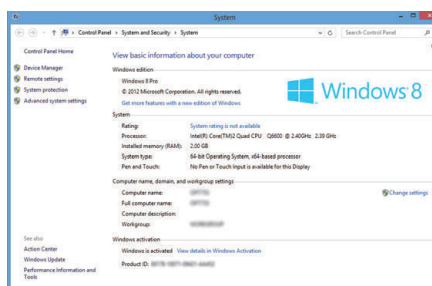 System
Control Panel System and Security System
Search Control Panel
Control Panel Home
Device Manager
Remote settings
System protection
Advanced system settings
View basic information about your computer
Windows edition
Windows 8 Pro
© 2012 Microsoft Corporation. All rights reserved.
Get more features with a new edition of Windows
Windows 8
System
Rating: System rating is not available
Processor: Intel(R) Core(TM)2 Quad CPU Q6600 @ 2.40GHz 2.39 GHz
Installed memory (RAM): 2.00 GB
System type: 64-bit Operating System, x64-based processor
Pen and Touch: No Pen or Touch Input is available for this Display
Computer name, domain, and workgroup settings
Computer name:
Change settings
Full computer name:
Computer description:
Workgroup:
Windows activation
Windows is activated View details in Windows Activation
Product ID:
See also
Action Center
Windows Update
Performance Information and
Tools